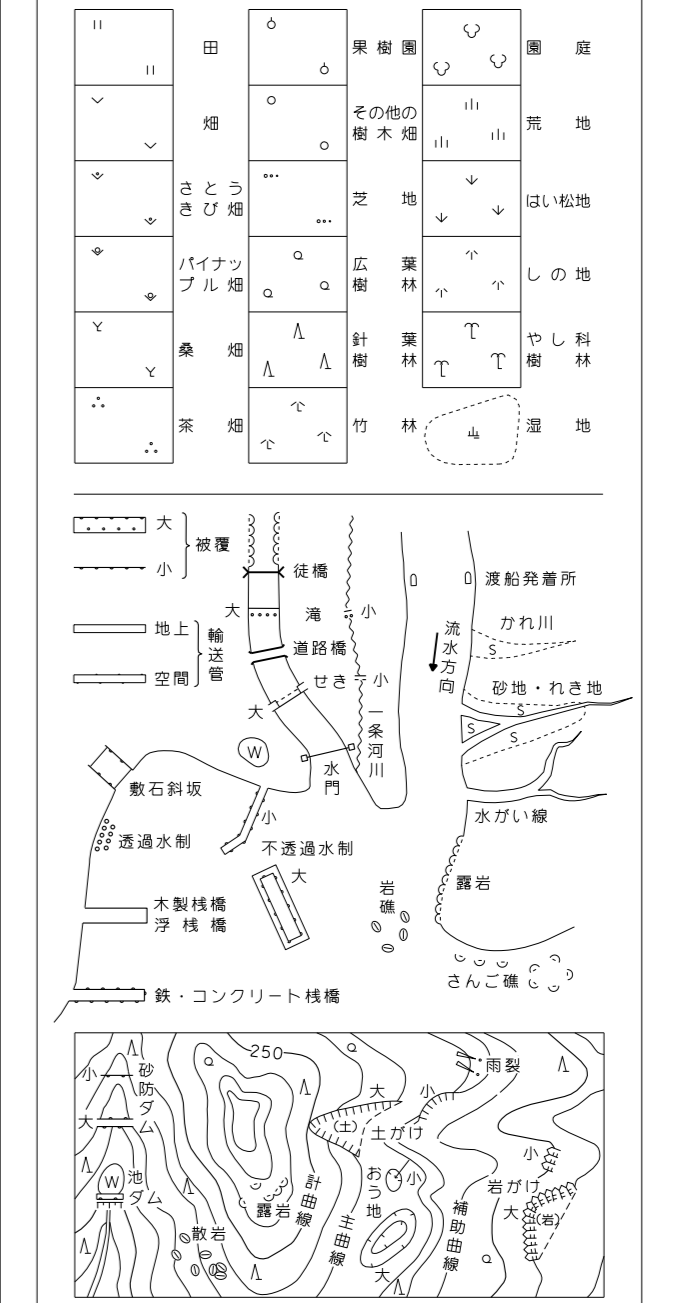 田
果樹園
園庭
畑
その他の
樹木畑
荒地
さとう
きび畑
芝地
はい松地
パイナッ
プル畑
広葉
樹林
しの地
桑畑
針葉
樹林
やし科
樹林
茶畑
竹林
湿地
大
小
被覆
地上
空間
輸送管
徒橋
大
滝
小
道路橋
せき
小
大
一条河川
水門
W
渡船発着所
流水方向
かれ川
S
砂地・れき地
S
S
S
水がい線
敷石斜坂
透過水制
小
不透過水制
大
木製桟橋
浮桟橋
鉄・コンクリート桟橋
岩礁
露岩
さんご礁
250
小
砂防ダム
大
W
池
ダム
露岩
散岩
計曲線
主曲線
大
小
(土)
土がけ
雨裂
おう地
小
大
補助曲線
小
岩がけ
大
(岩)